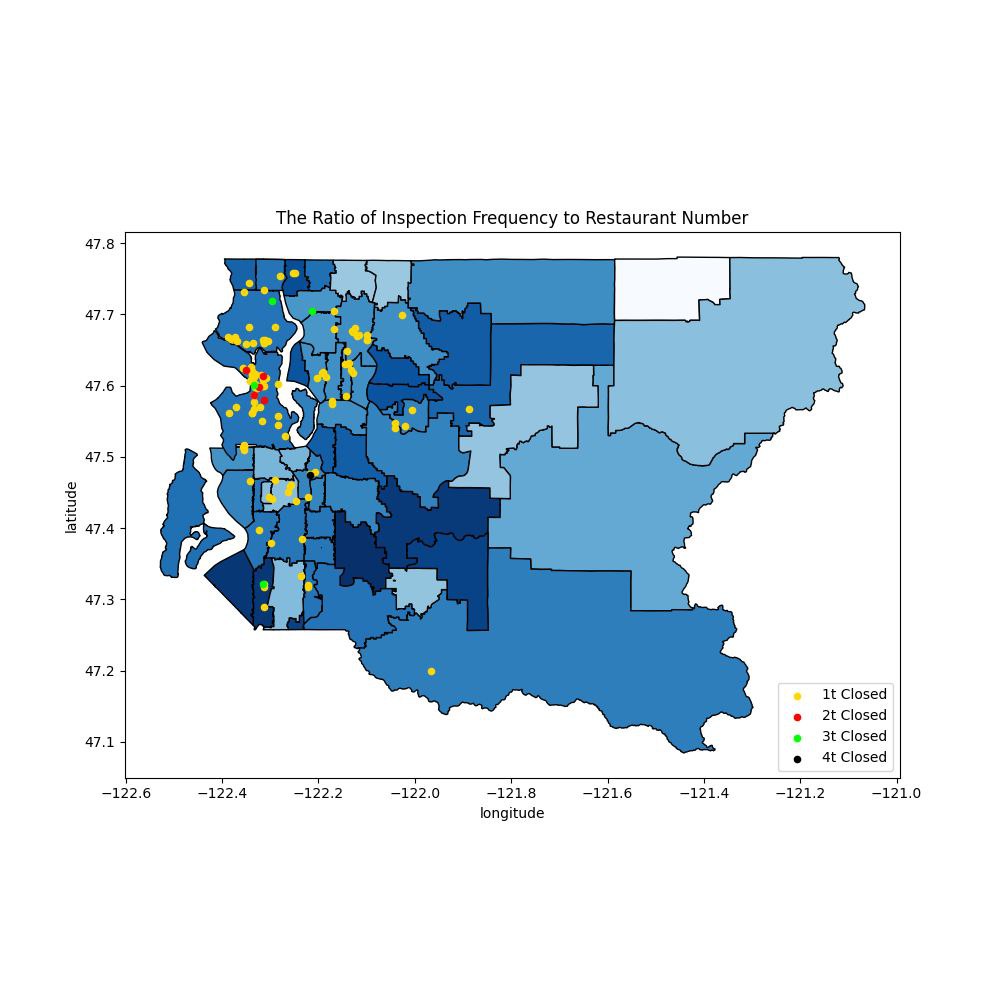 The Ratio of Inspection Frequency to Restaurant Number
47.8
47.7
47.6
47.5
47.4
47.3
47.2
47.1
latitude
−122.6
−122.4
−122.2
−122.0
−121.8
−121.6
−121.4
−121.2
−121.0
longitude
1t Closed
2t Closed
3t Closed
4t Closed